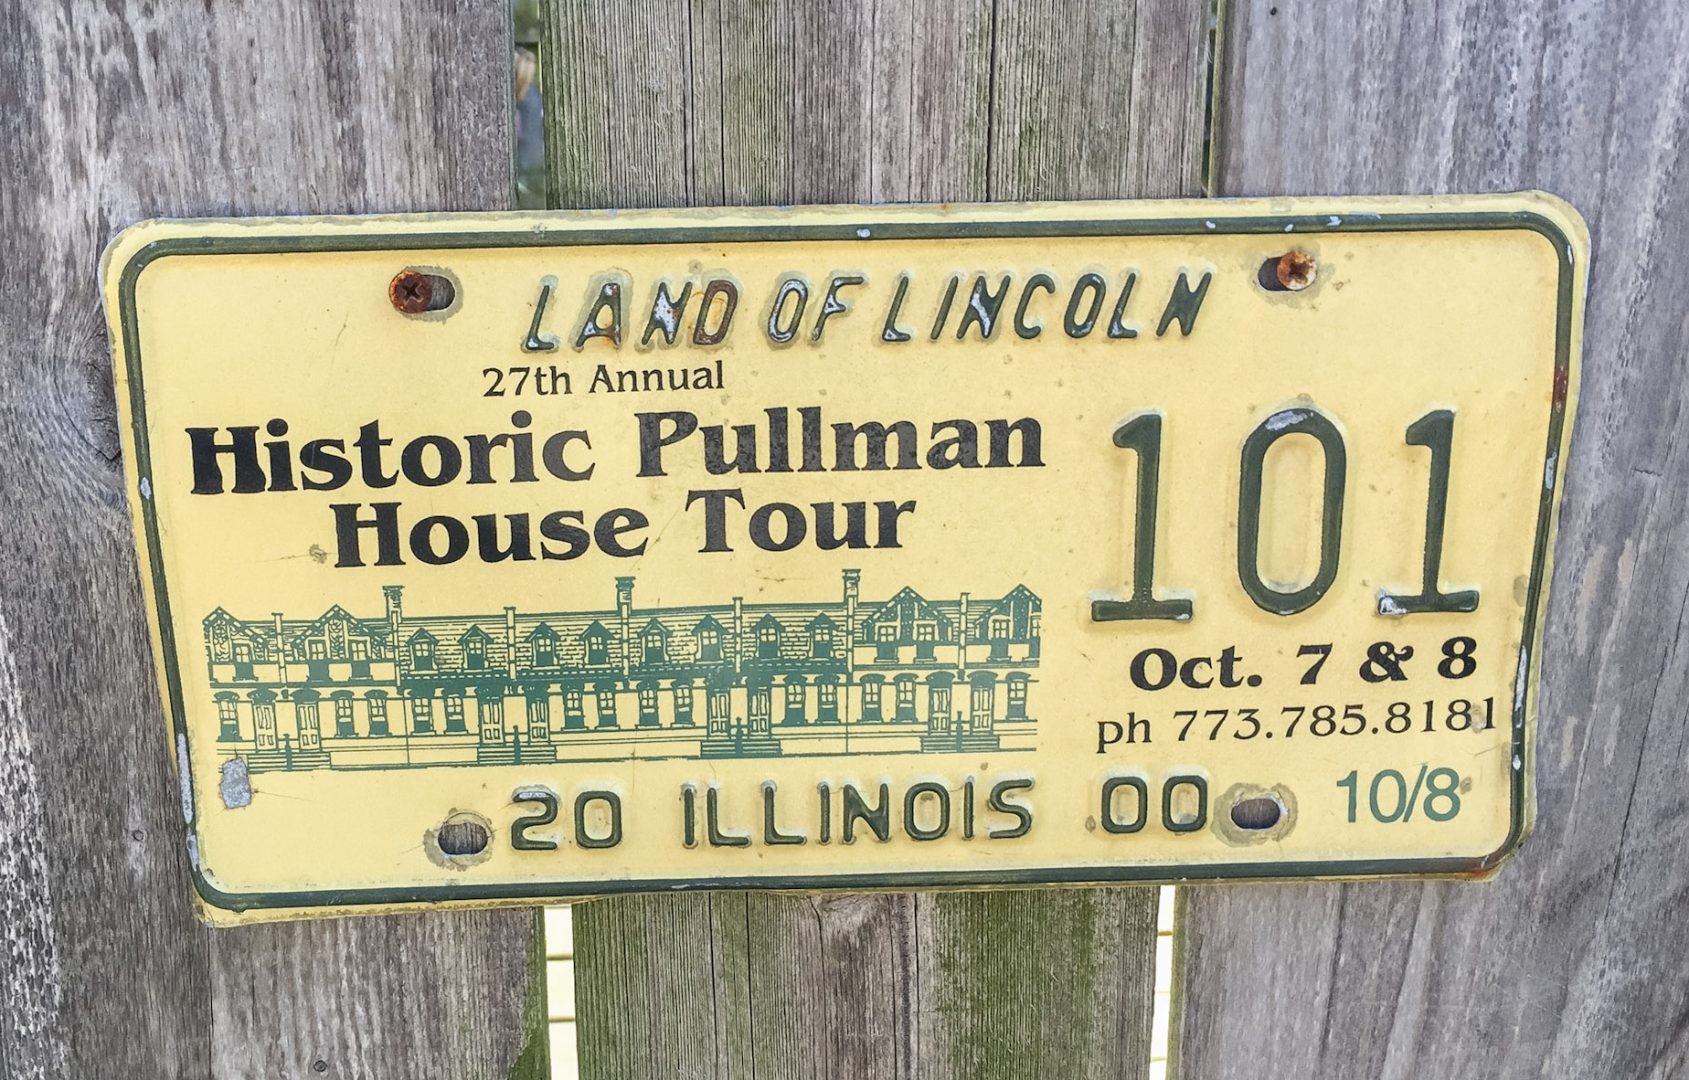 LAND OF LINCOLN
27th Annual
Historic Pullman
House Tour
101
Oct. 7 & 8
ph 773.785.8181
20 ILLINOIS 00
10/8